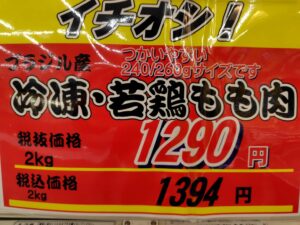 イチオシ!
ブラジル産
つかいやすい
240/260gサイズです
冷凍・若鶏もも肉
税抜価格
2kg
1290円
税込価格
2kg
1394円